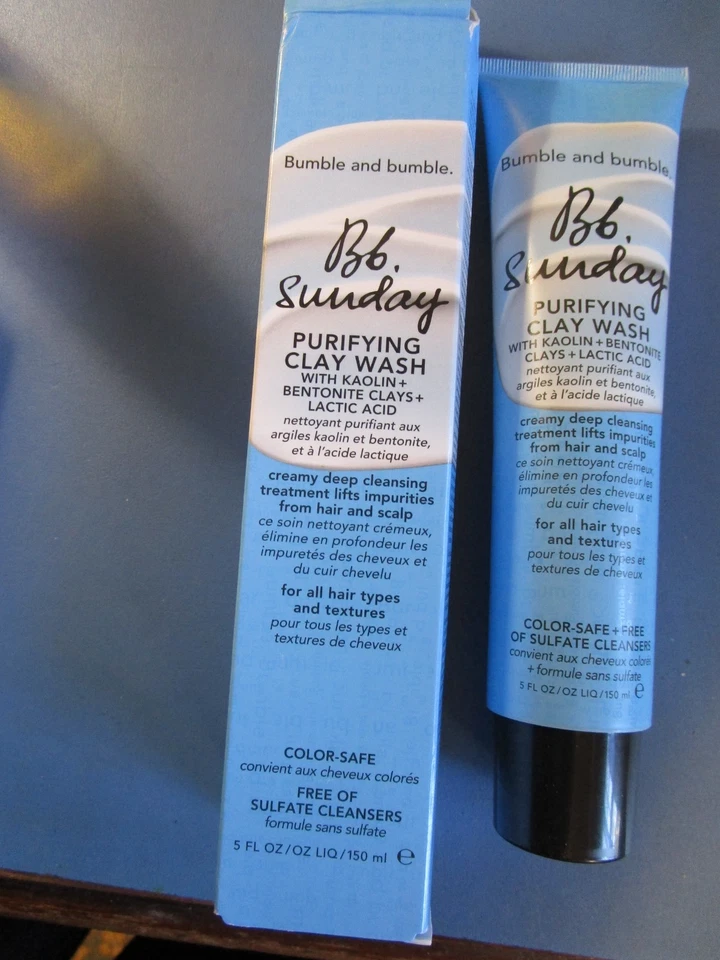 Bumble and bumble.
Bb.
Sunday
PURIFYING
CLAY WASH
WITH KAOLIN +
BENTONITE CLAYS +
LACTIC ACID
nettoyant purifiant aux
argiles kaolin et bentonite,
et à l'acide lactique
creamy deep cleansing
treatment lifts impurities
from hair and scalp
ce soin nettoyant crémeux,
élimine en profondeur les
impuretés des cheveux et
du cuir chevelu
for all hair types
and textures
pour tous les types et
textures de cheveux
COLOR-SAFE
convient aux cheveux colorés
FREE OF
SULFATE CLEANSERS
formule sans sulfate
5 FL OZ/OZ LIQ/150 ml ℮
Bumble and bumble.
Bb.
Sunday
PURIFYING
CLAY WASH
WITH KAOLIN + BENTONITE
CLAYS + LACTIC ACID
nettoyant purifiant aux
argiles kaolin et bentonite,
et à l'acide lactique
creamy deep cleansing
treatment lifts impurities
from hair and scalp
ce soin nettoyant crémeux,
élimine en profondeur les
impuretés des cheveux et
du cuir chevelu
for all hair types
and textures
pour tous les types et
textures de cheveux
COLOR-SAFE + FREE
OF SULFATE CLEANSERS
convient aux cheveux colorés
+ formule sans sulfate
5 FL OZ/OZ LIQ/150 ml ℮